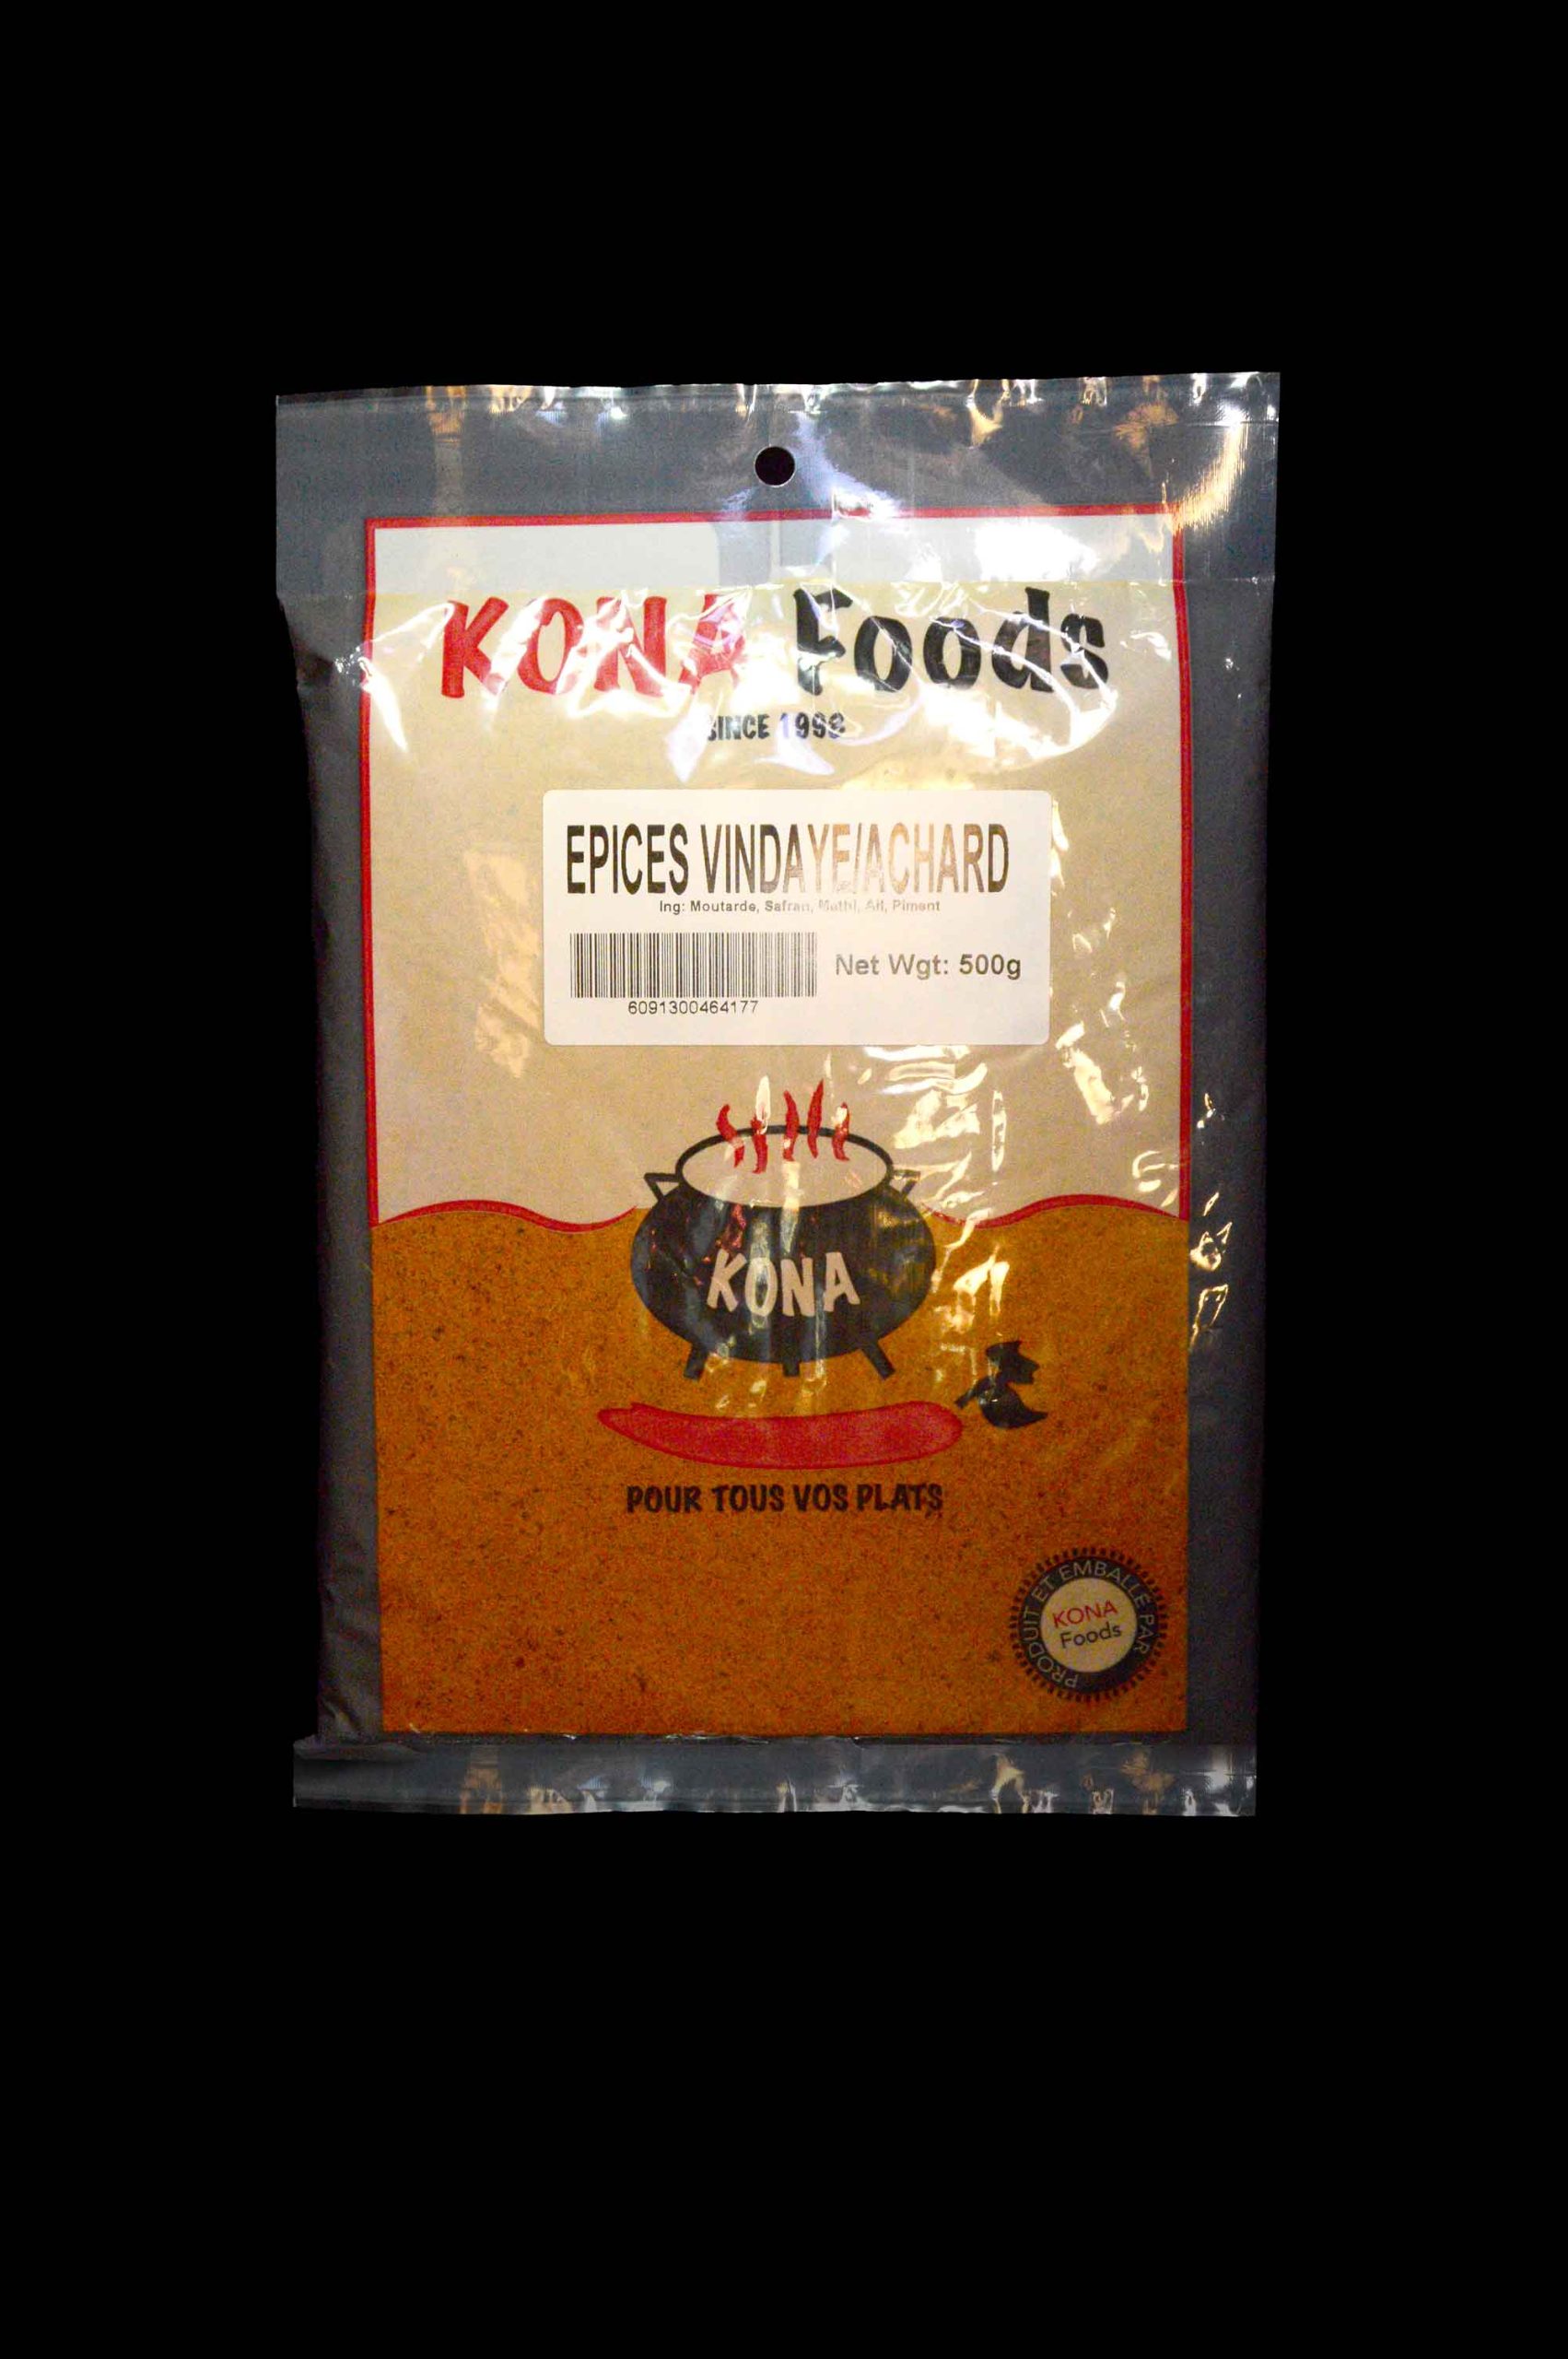 KONA Foods
SINCE 1998
EPICES VINDAYE/ACHARD
Ing: Moutarde, Safran, Methi, Ail, Piment
Net Wgt: 500g
6091300464177
KONA
POUR TOUS VOS PLATS
PRODUIT ET EMBALLÉ PAR
KONA
Foods